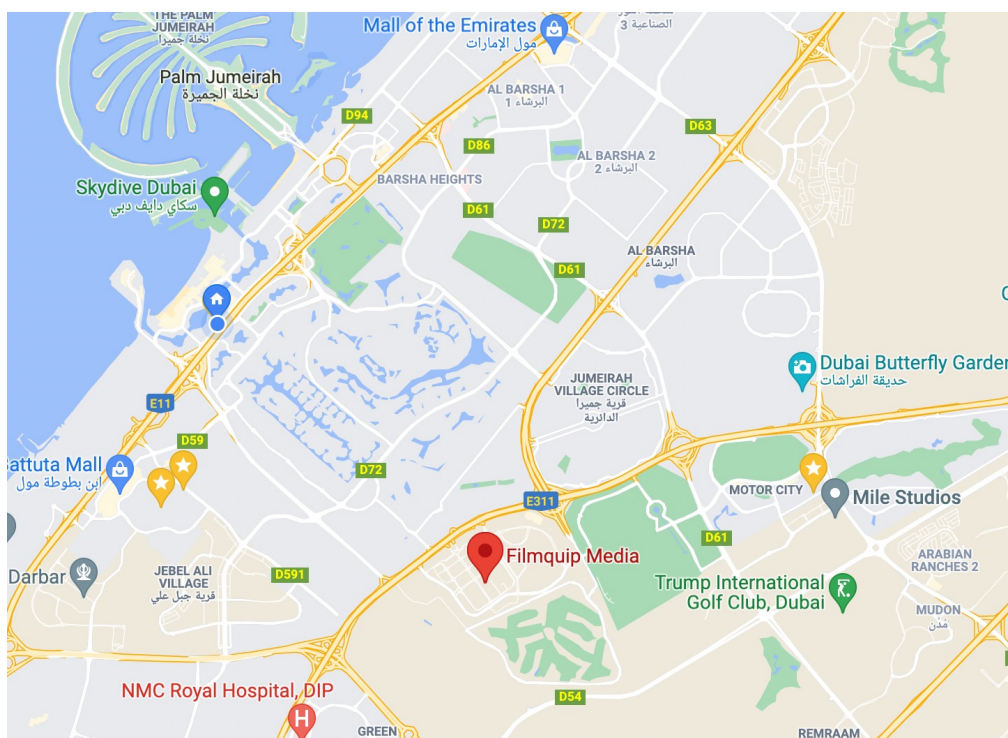 THE PALM
JUMEIRAH
نخلة جميرا
Mall of the Emirates
مول الإمارات
الصناعية 3
Palm Jumeirah
نخلة الجميرة
AL BARSHA 1
البرشاء 1
D94
D63
D86
AL BARSHA 2
البرشاء 2
BARSHA HEIGHTS
Skydive Dubai
سكاي دايف دبي
D61
D72
AL BARSHA
البرشاء
D61
Dubai Butterfly Garden
حديقة الفراشات
JUMEIRAH
VILLAGE CIRCLE
قرية جميرا
الدائرية
E11
D59
Battuta Mall
ابن بطوطة مول
D72
MOTOR CITY
Mile Studios
E311
D61
Filmquip Media
ARABIAN
RANCHES 2
Darbar
JEBEL ALI
VILLAGE
قرية جبل علي
D591
Trump International
Golf Club, Dubai
MUDON
مُدُن
NMC Royal Hospital, DIP
H
D54
GREEN
REMRAAM